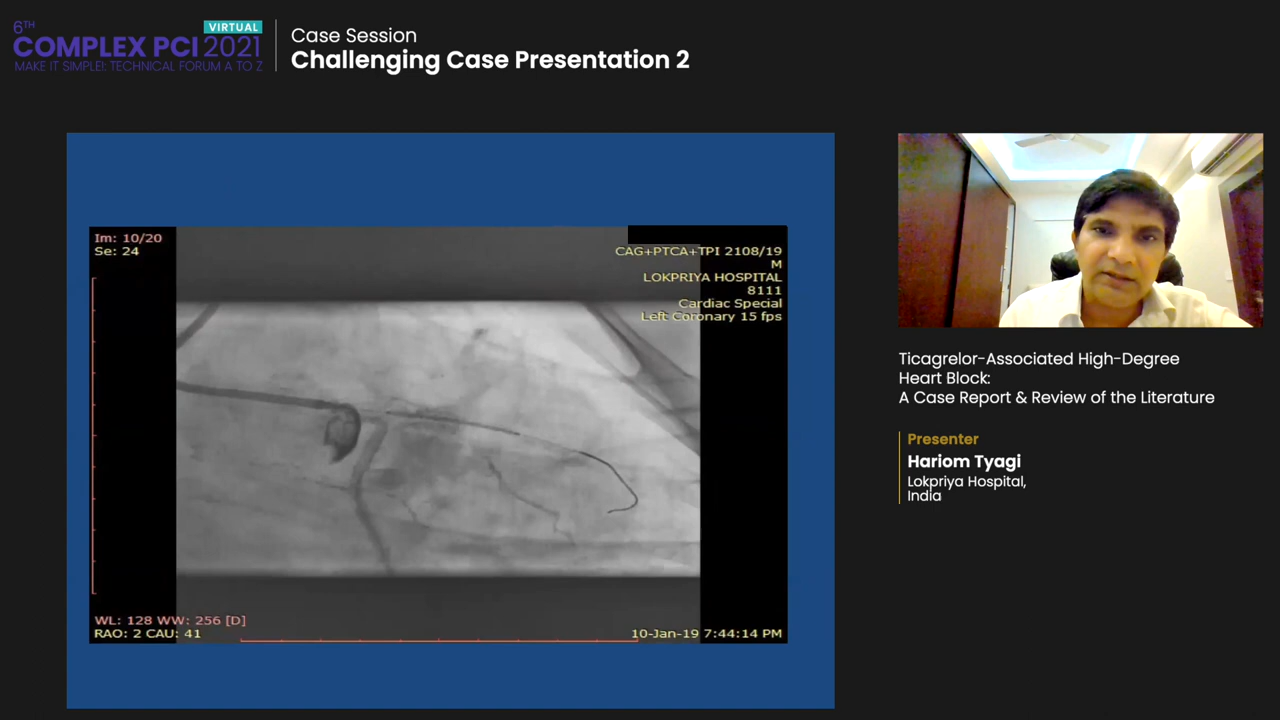 6TH
VIRTUAL
COMPLEX PCI 2021
MAKE IT SIMPLE!: TECHNICAL FORUM A TO Z
Case Session
Challenging Case Presentation 2
Im: 10/20
Se: 24
CAG+PTCA+TPI 2108/19
M
LOKPRIYA HOSPITAL
8111
Cardiac Special
Left Coronary 15 fps
WL: 128 WW: 256 [D]
RAO: 2 CAU: 41
10-Jan-19 7:44:14 PM
Ticagrelor-Associated High-Degree
Heart Block:
A Case Report & Review of the Literature
Presenter
Hariom Tyagi
Lokpriya Hospital,
India